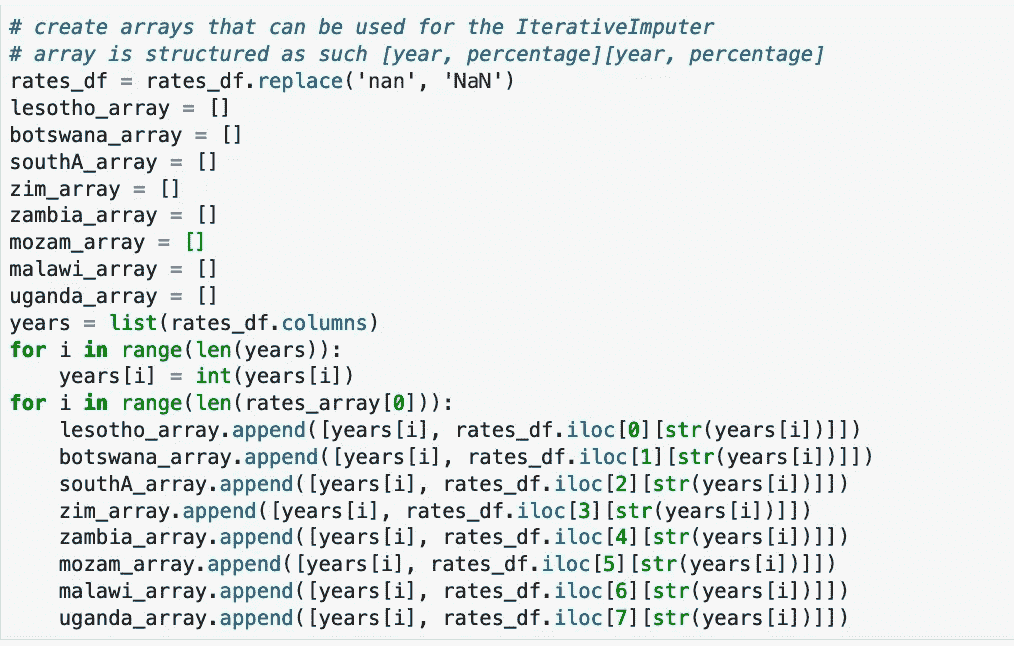 # create arrays that can be used for the IterativeImputer
# array is structured as such [year, percentage][year, percentage]
rates_df = rates_df.replace('nan', 'NaN')
lesotho_array = []
botswana_array = []
southA_array = []
zim_array = []
zambia_array = []
mozam_array = []
malawi_array = []
uganda_array = []
years = list(rates_df.columns)
for i in range(len(years)):
    years[i] = int(years[i])
for i in range(len(rates_array[0])):
    lesotho_array.append([years[i], rates_df.iloc[0][str(years[i])]])
    botswana_array.append([years[i], rates_df.iloc[1][str(years[i])]])
    southA_array.append([years[i], rates_df.iloc[2][str(years[i])]])
    zim_array.append([years[i], rates_df.iloc[3][str(years[i])]])
    zambia_array.append([years[i], rates_df.iloc[4][str(years[i])]])
    mozam_array.append([years[i], rates_df.iloc[5][str(years[i])]])
    malawi_array.append([years[i], rates_df.iloc[6][str(years[i])]])
    uganda_array.append([years[i], rates_df.iloc[7][str(years[i])]])